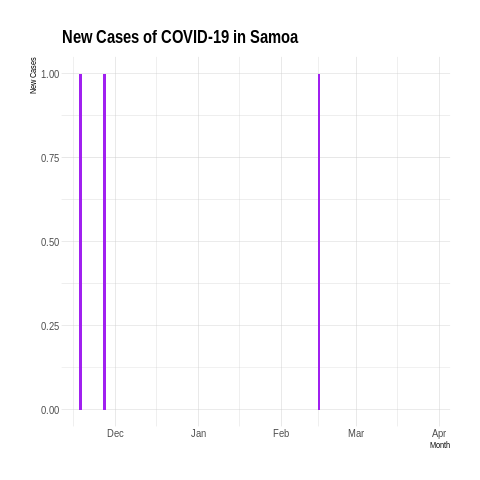 New Cases of COVID-19 in Samoa
New Cases
1.00
0.75
0.50
0.25
0.00
Dec Jan Feb Mar Apr
Month